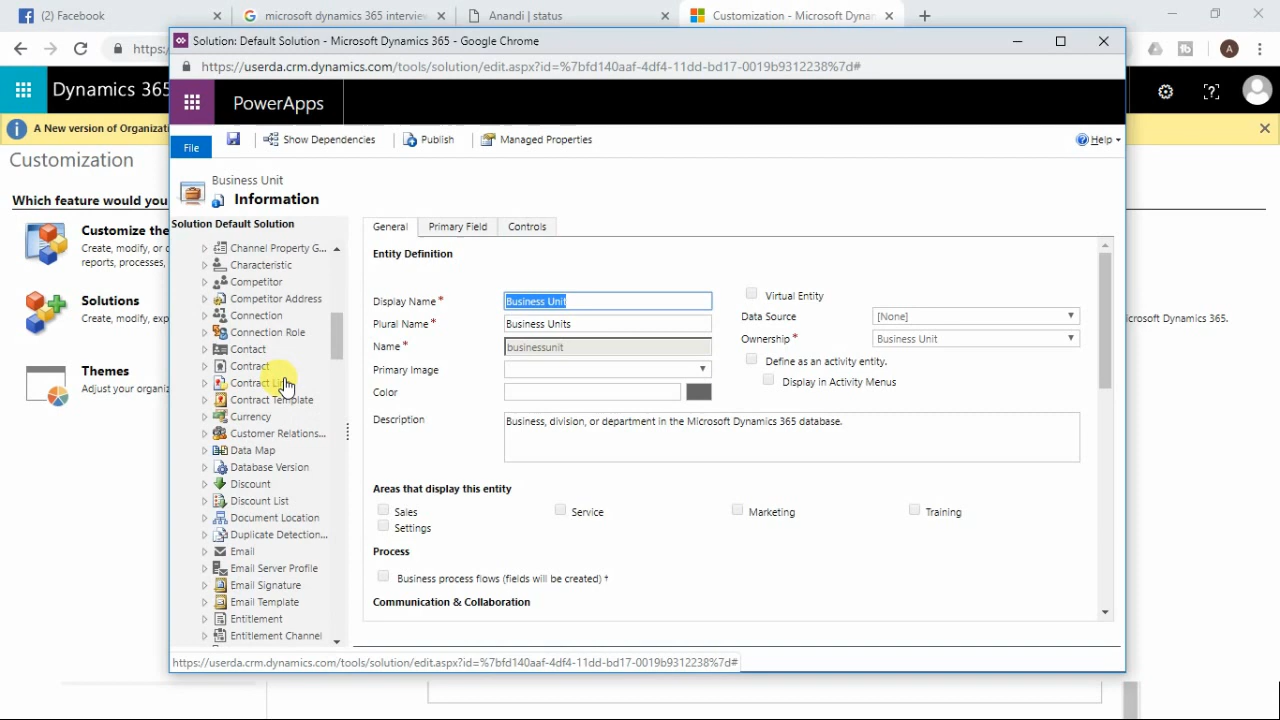 (2) Facebook
microsoft dynamics 365 interview
Anandi | status
Customization - Microsoft Dyna
Solution: Default Solution - Microsoft Dynamics 365 - Google Chrome
https:/
https://userda.crm.dynamics.com/tools/solution/edit.aspx?id=%7bfd140aaf-4df4-11dd-bd17-0019b9312238%7d#
A
Dynamics 365
PowerApps
A New version of Organizat
File
Show Dependencies
Publish
Managed Properties
Help
Customization
Business Unit
Information
Which feature would you
Solution Default Solution
General
Primary Field
Controls
Customize the
Create, modify, or d
reports, processes,
Solutions
Create, modify, exp
icrosoft Dynamics 365.
Themes
Adjust your organiz
Channel Property G...
Characteristic
Competitor
Competitor Address
Connection
Connection Role
Contact
Contract
Contract Line
Contract Template
Currency
Customer Relations...
Data Map
Database Version
Discount
Discount List
Document Location
Duplicate Detection...
Email
Email Server Profile
Email Signature
Email Template
Entitlement
Entitlement Channel
Entity Definition
Display Name*
Business Unit
Virtual Entity
Plural Name*
Business Units
Data Source
[None]
Name*
businessunit
Ownership*
Business Unit
Primary Image
Define as an activity entity.
Color
Display in Activity Menus
Description
Business, division, or department in the Microsoft Dynamics 365 database.
Areas that display this entity
Sales
Service
Marketing
Training
Settings
Process
Business process flows (fields will be created) †
Communication & Collaboration
https://userda.crm.dynamics.com/tools/solution/edit.aspx?id=%7bfd140aaf-4df4-11dd-bd17-0019b9312238%7d#